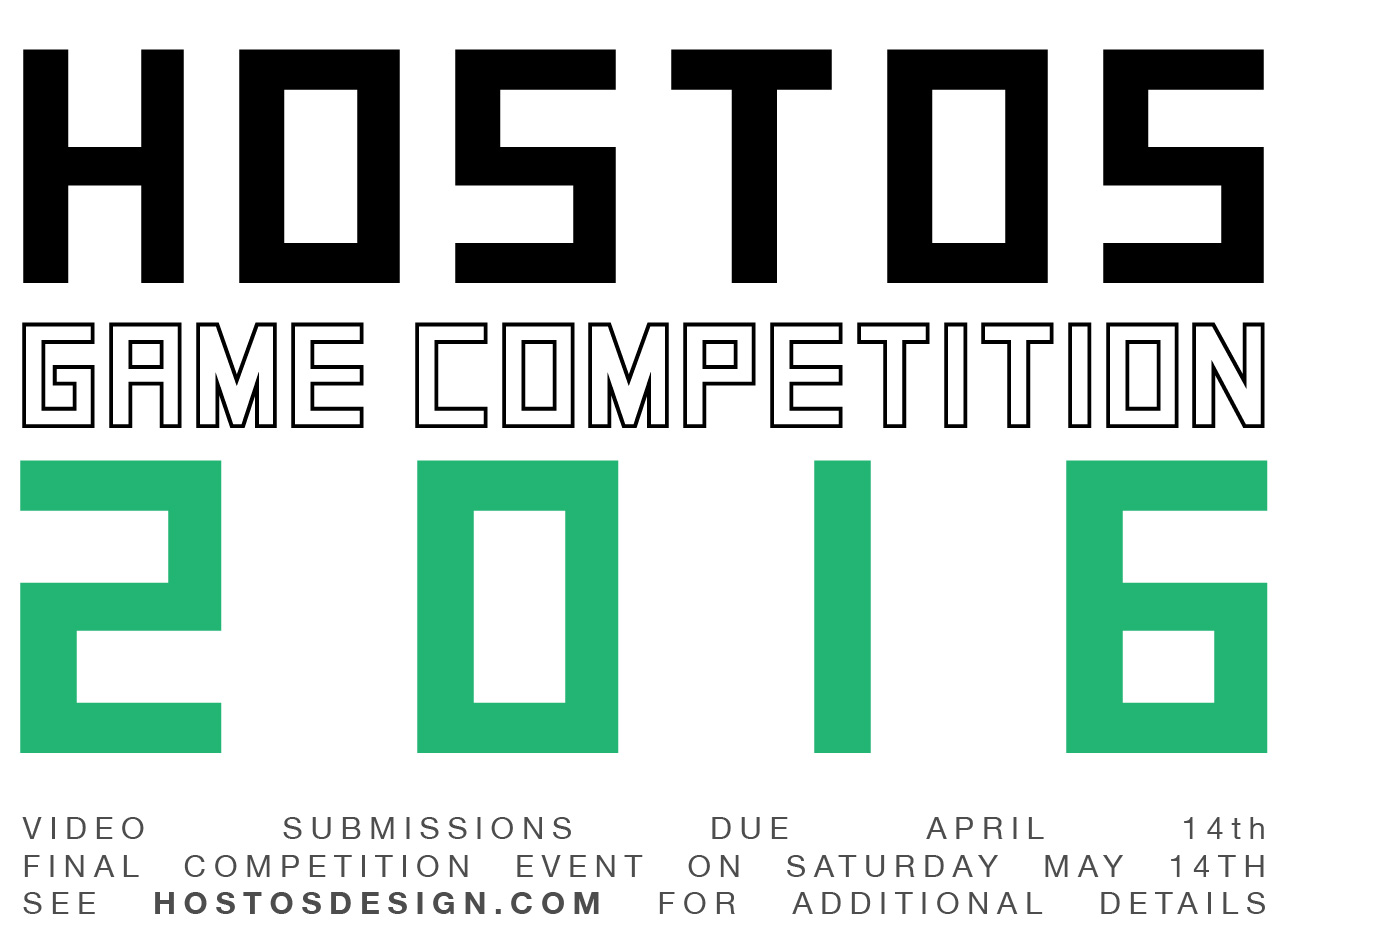 HOSTOS
GAME COMPETITION
2016
VIDEO SUBMISSIONS DUE APRIL 14th
FINAL COMPETITION EVENT ON SATURDAY MAY 14TH
SEE HOSTOSDESIGN.COM FOR ADDITIONAL DETAILS